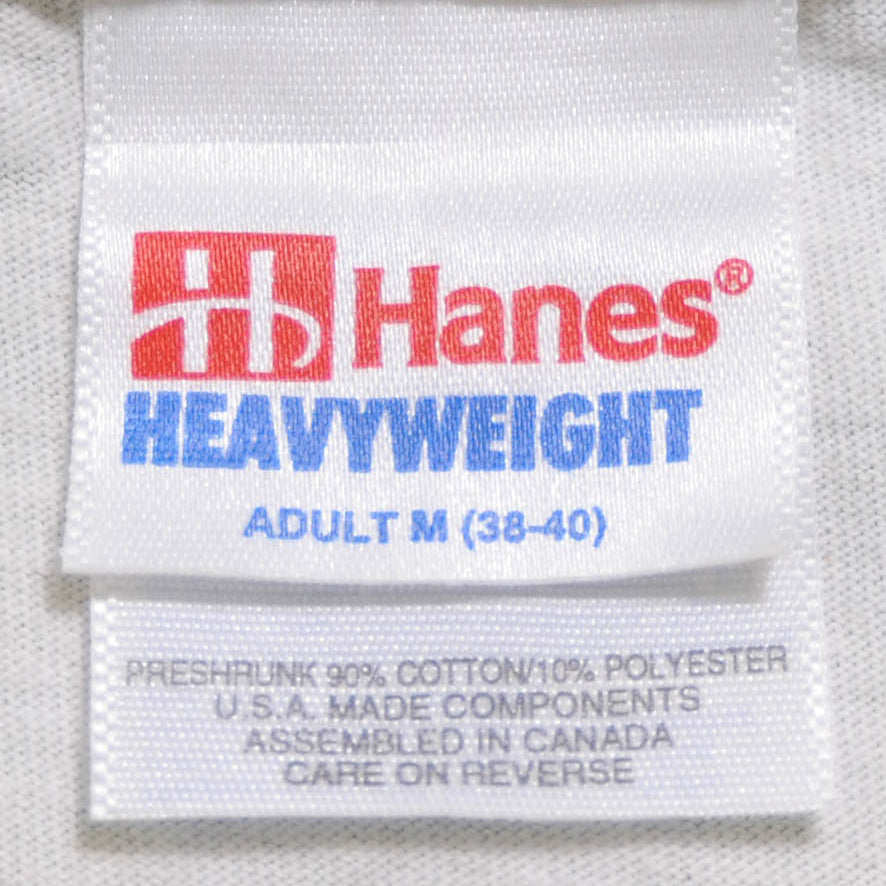 H Hanes®
HEAVYWEIGHT
ADULT M (38-40)
PRESHRUNK 90% COTTON/10% POLYESTER
U.S.A. MADE COMPONENTS
ASSEMBLED IN CANADA
CARE ON REVERSE